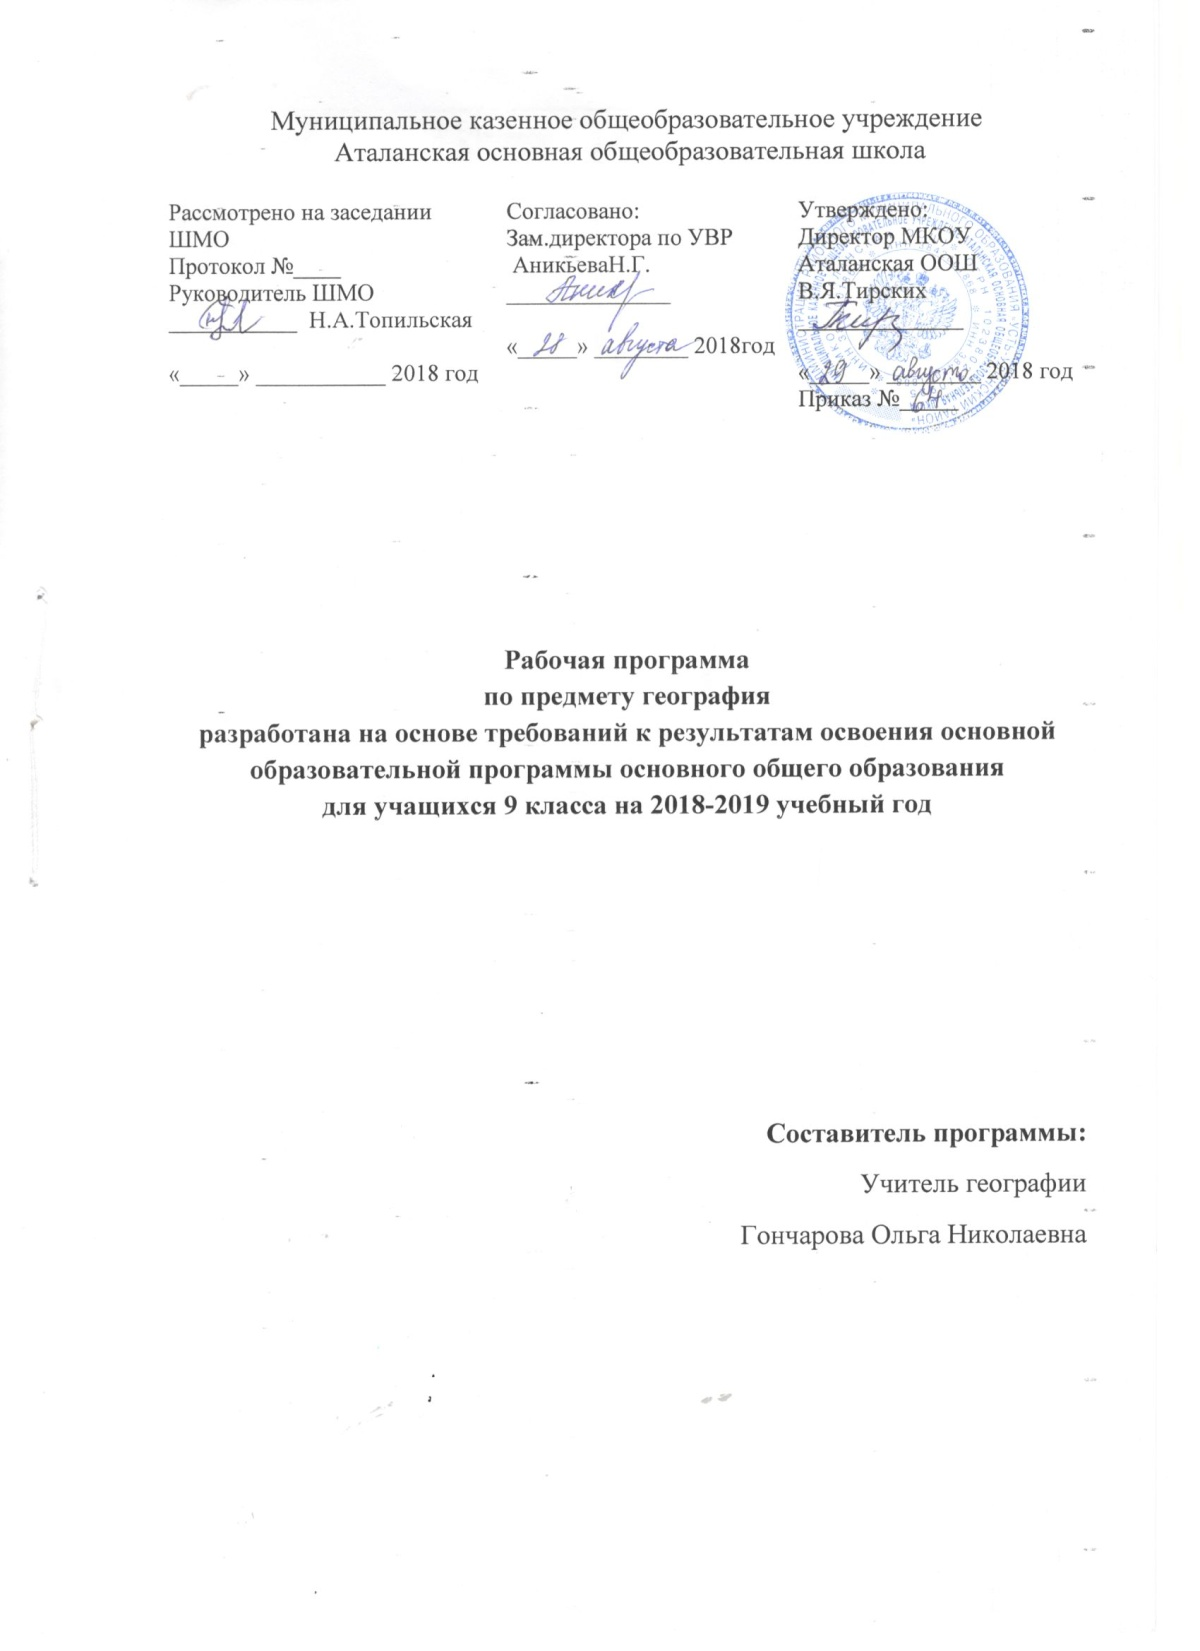 Муниципальное казенное общеобразовательное учреждение
Аталанская основная общеобразовательная школа
Рассмотрено на заседании
ШМО
Протокол №____
Руководитель ШМО
___________ Н.А.Топильская
«_____» ___________ 2018 год
Согласовано:
Зам.директора по УВР
АникьеваН.Г.
______________
«_28_» _августа_ 2018год
Утверждено:
Директор МКОУ
Аталанская ООШ
В.Я.Тирских
______________
«_29_» _августа_ 2018 год
Приказ №_64_
Рабочая программа
по предмету география
разработана на основе требований к результатам освоения основной
образовательной программы основного общего образования
для учащихся 9 класса на 2018-2019 учебный год
Составитель программы:
Учитель географии
Гончарова Ольга Николаевна